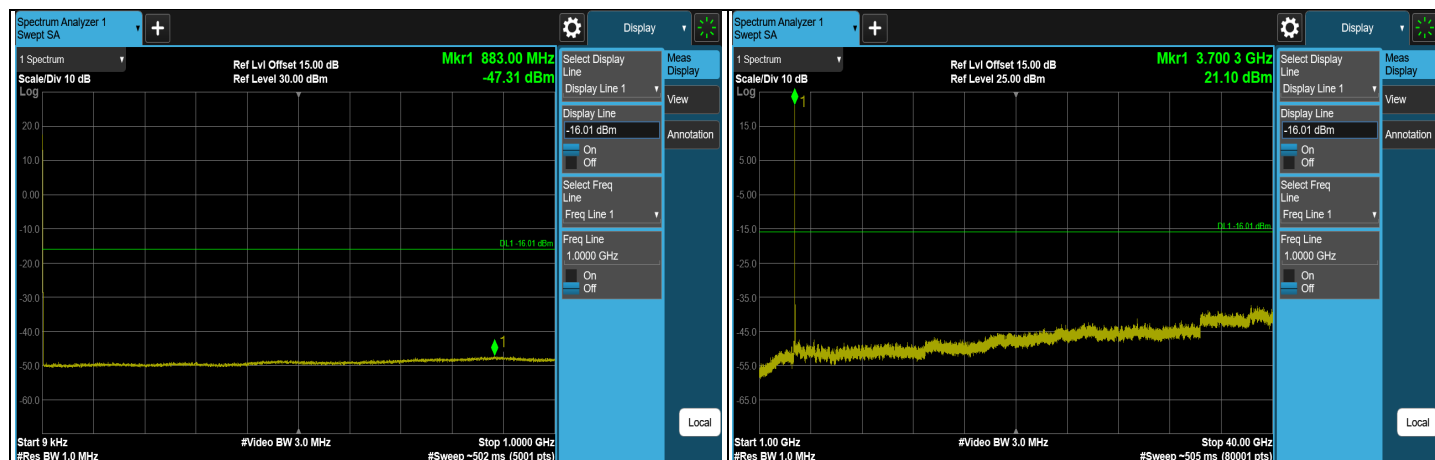 Spectrum Analyzer 1
Swept SA
+
Display
1 Spectrum
Scale/Div 10 dB
Log
Ref Lvl Offset 15.00 dB
Ref Level 30.00 dBm
Mkr1 883.00 MHz
-47.31 dBm
1
20.0
10.0
0.00
-10.0
-20.0
-30.0
-40.0
-50.0
-60.0
DL1 -16.01 dBm
Start 9 kHz
#Res BW 1.0 MHz
#Video BW 3.0 MHz
Stop 1.0000 GHz
#Sweep ~502 ms (5001 pts)
Select Display
Line
Display Line 1
Display Line
-16.01 dBm
On
Off
Select Freq
Line
Freq Line 1
Freq Line
1.0000 GHz
On
Off
Meas
Display
View
Annotation
Local
Spectrum Analyzer 1
Swept SA
+
Display
1 Spectrum
Scale/Div 10 dB
Log
Ref Lvl Offset 15.00 dB
Ref Level 25.00 dBm
Mkr1 3.700 3 GHz
21.10 dBm
1
15.0
5.00
-5.00
-15.0
-25.0
-35.0
-45.0
-55.0
-65.0
DL1 -16.01 dBm
Start 1.00 GHz
#Res BW 1.0 MHz
#Video BW 3.0 MHz
Stop 40.00 GHz
#Sweep ~505 ms (80001 pts)
Select Display
Line
Display Line 1
Display Line
-16.01 dBm
On
Off
Select Freq
Line
Freq Line 1
Freq Line
1.0000 GHz
On
Off
Meas
Display
View
Annotation
Local